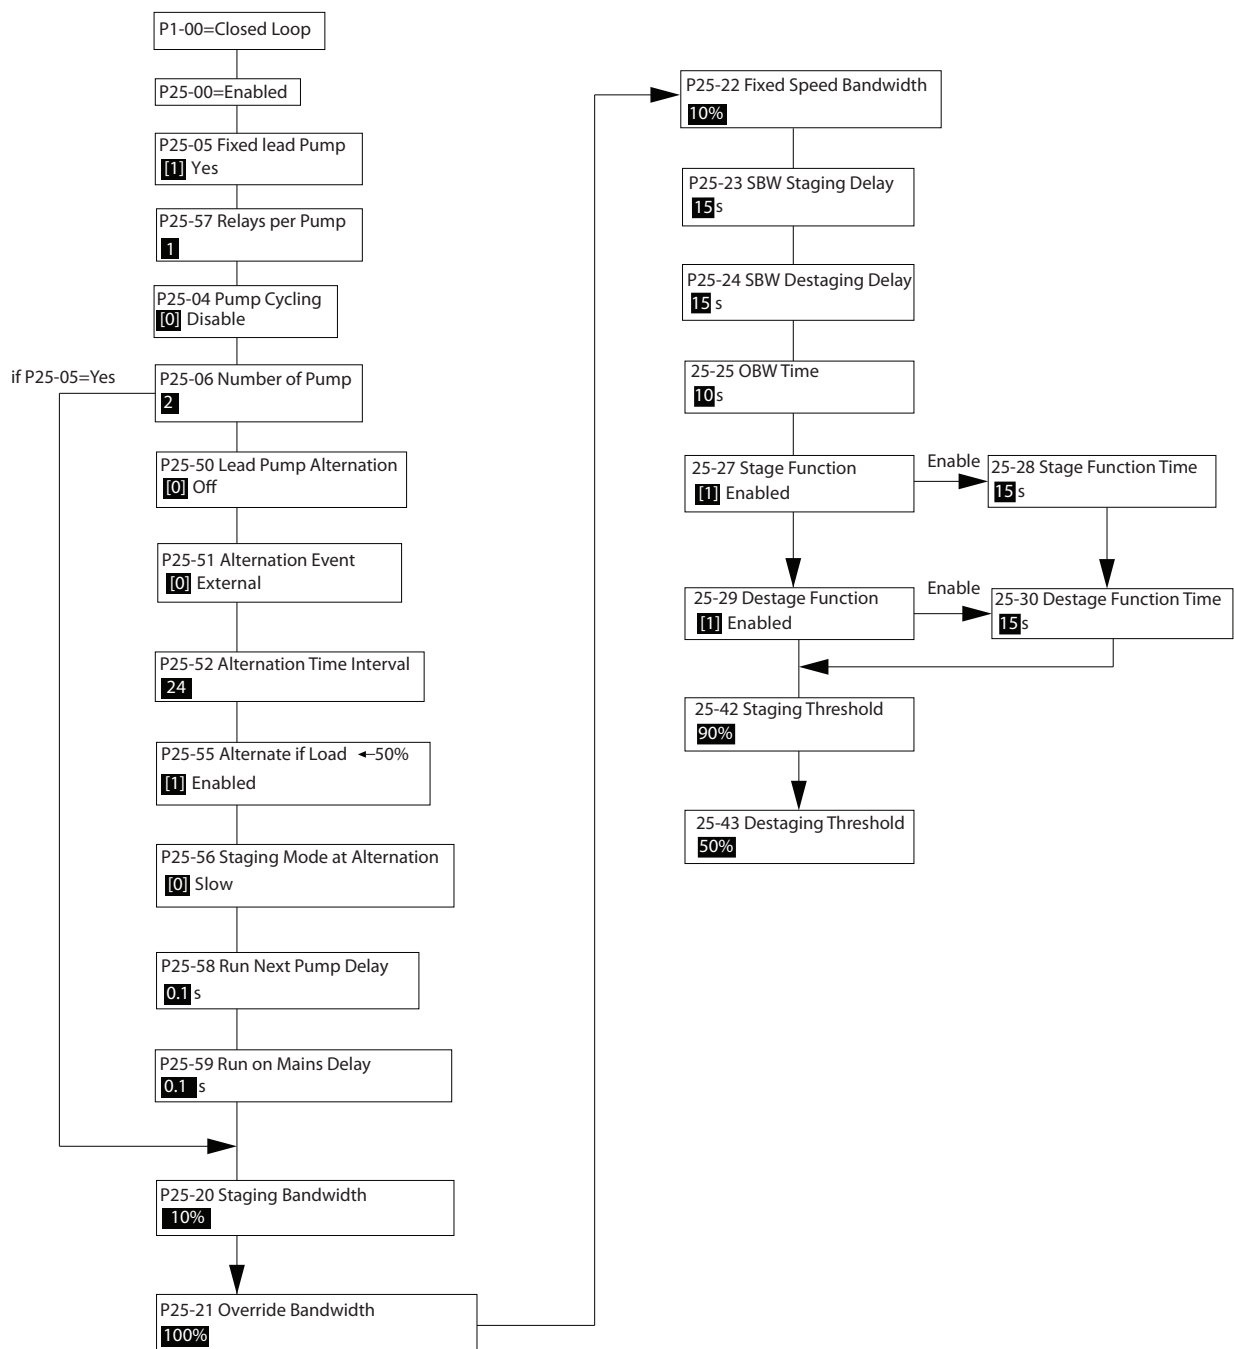 P1-00=Closed Loop
P25-00=Enabled
P25-05 Fixed lead Pump
[1] Yes
P25-57 Relays per Pump
1
P25-04 Pump Cycling
[0] Disable
if P25-05=Yes
P25-06 Number of Pump
2
P25-50 Lead Pump Alternation
[0] Off
P25-51 Alternation Event
[0] External
P25-52 Alternation Time Interval
24
P25-55 Alternate if Load ←50%
[1] Enabled
P25-56 Staging Mode at Alternation
[0] Slow
P25-58 Run Next Pump Delay
0.1 s
P25-59 Run on Mains Delay
0.1 s
P25-20 Staging Bandwidth
10%
P25-21 Override Bandwidth
100%
P25-22 Fixed Speed Bandwidth
10%
P25-23 SBW Staging Delay
15 s
P25-24 SBW Destaging Delay
15 s
25-25 OBW Time
10 s
25-27 Stage Function
[1] Enabled
Enable
25-28 Stage Function Time
15 s
25-29 Destage Function
[1] Enabled
Enable
25-30 Destage Function Time
15 s
25-42 Staging Threshold
90%
25-43 Destaging Threshold
50%